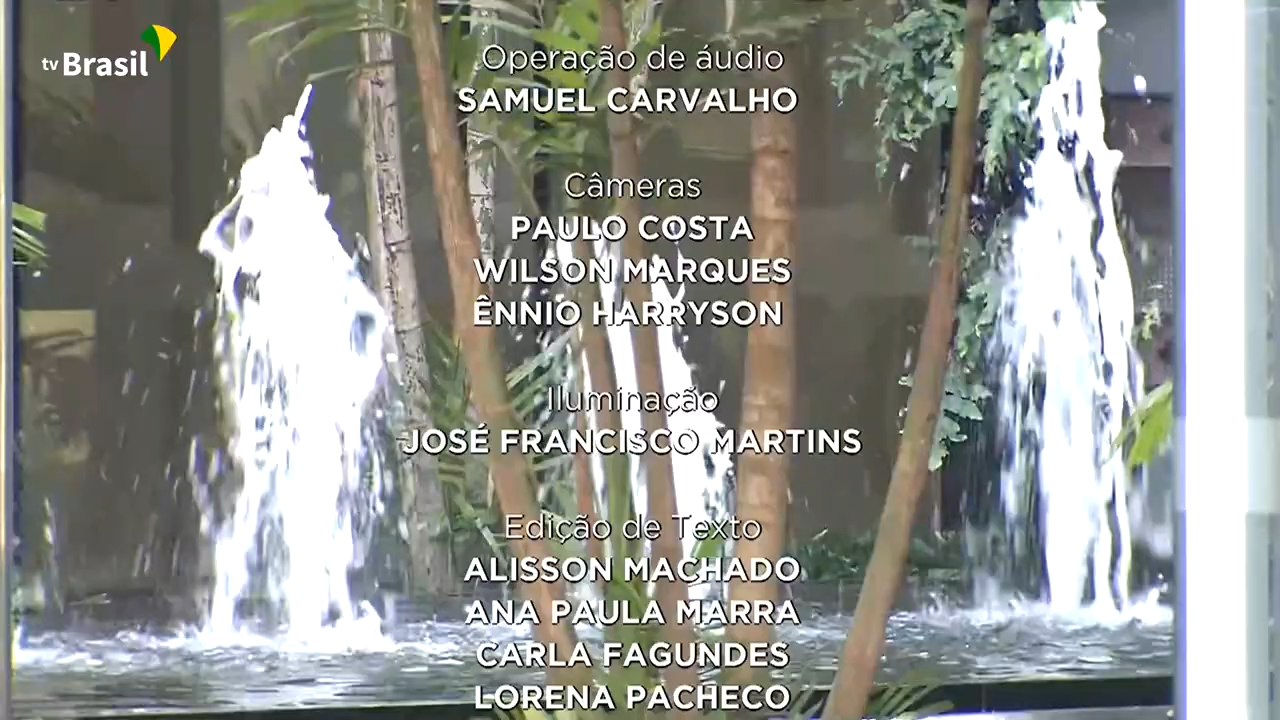 tv Brasil
Operação de áudio
SAMUEL CARVALHO
Câmeras
PAULO COSTA
WILSON MARQUES
ÊNNIO HARRYSON
Iluminação
JOSÉ FRANCISCO MARTINS
Edição de Texto
ALISSON MACHADO
ANA PAULA MARRA
CARLA FAGUNDES
LORENA PACHECO